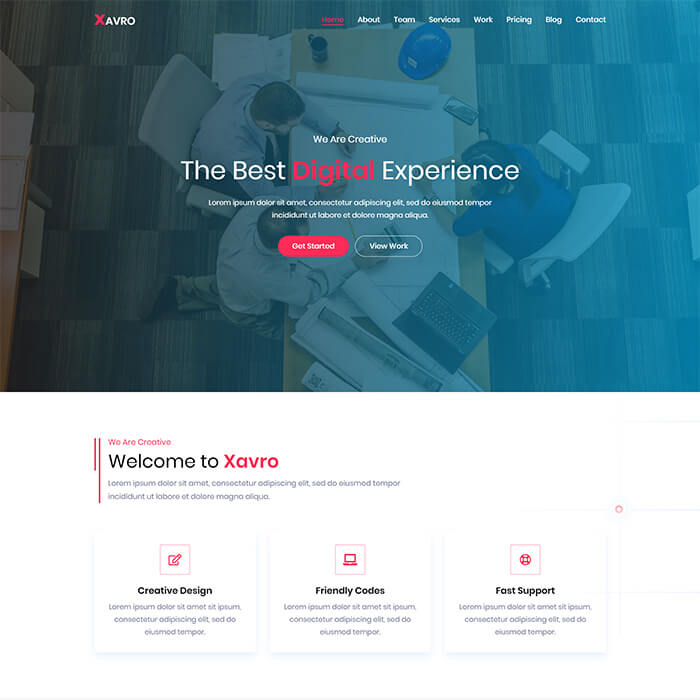 XAVRO
Home About Team Services Work Pricing Blog Contact
We Are Creative
The Best Digital Experience
Lorem ipsum dolor sit amet, consectetur adipiscing elit, sed do eiusmod tempor
incididunt ut labore et dolore magna aliqua.
Get Started View Work
We Are Creative
Welcome to Xavro
Lorem ipsum dolor sit amet, consectetur adipiscing elit, sed do eiusmod tempor
incididunt ut labore et dolore magna aliqua.
Creative Design
Lorem ipsum dolor sit amet ipsum,
consectetur adipiscing elit, sed do
eiusmod tempor.
Friendly Codes
Lorem ipsum dolor sit amet ipsum,
consectetur adipiscing elit, sed do
eiusmod tempor.
Fast Support
Lorem ipsum dolor sit amet ipsum,
consectetur adipiscing elit, sed do
eiusmod tempor.